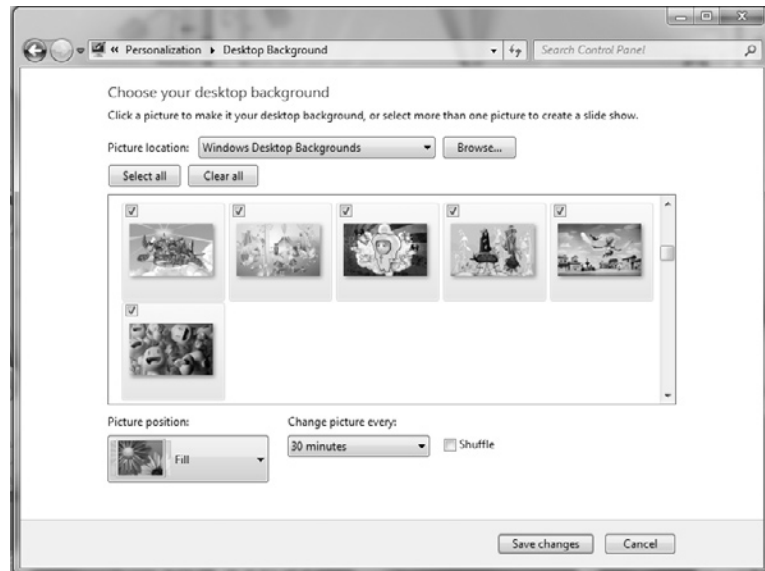 « Personalization ▸ Desktop Background
Search Control Panel
Choose your desktop background
Click a picture to make it your desktop background, or select more than one picture to create a slide show.
Picture location: Windows Desktop Backgrounds Browse...
Select all Clear all
Picture position: Change picture every:
Fill 30 minutes Shuffle
Save changes Cancel